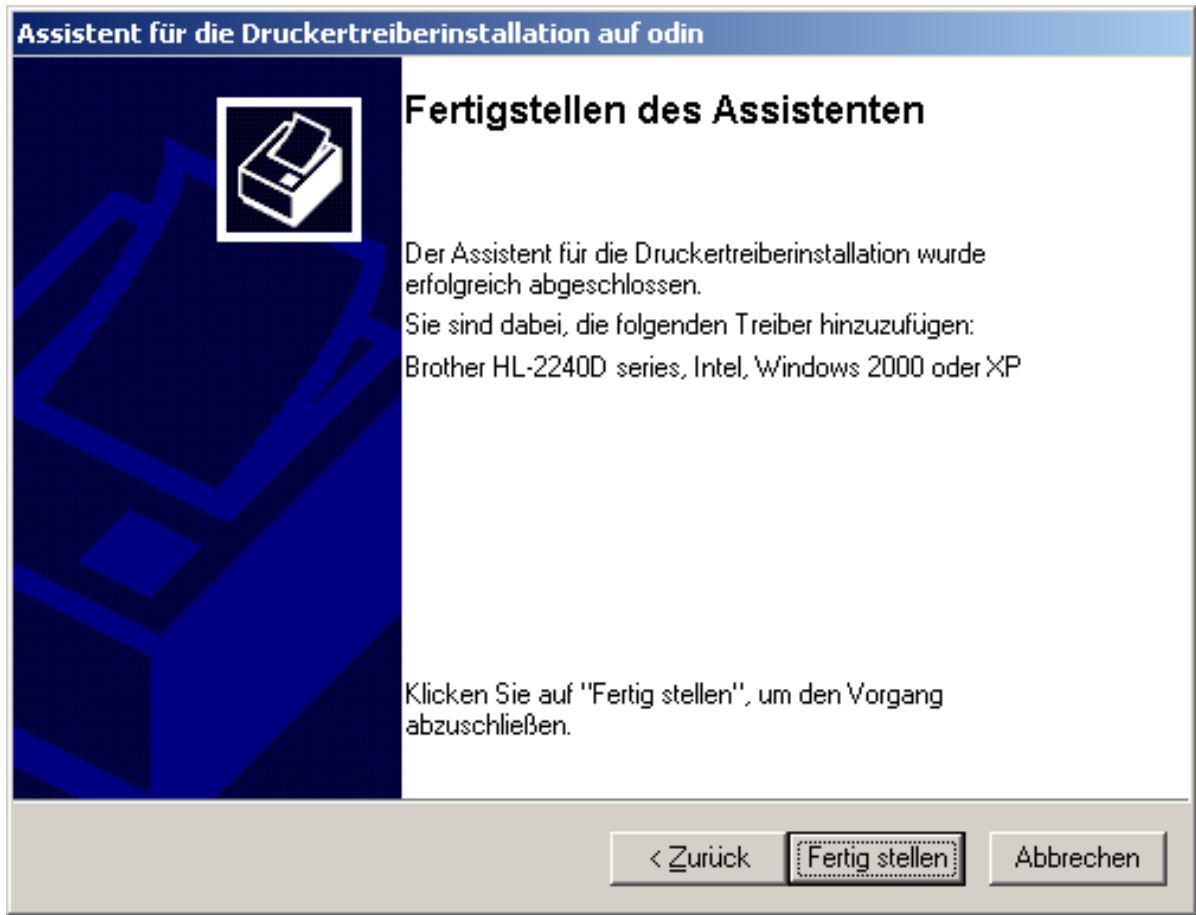 Assistent für die Druckertreiberinstallation auf odin
Fertigstellen des Assistenten
Der Assistent für die Druckertreiberinstallation wurde
erfolgreich abgeschlossen.
Sie sind dabei, die folgenden Treiber hinzuzufügen:
Brother HL-2240D series, Intel, Windows 2000 oder XP
Klicken Sie auf "Fertig stellen", um den Vorgang
abzuschließen.
< Zurück Fertig stellen Abbrechen